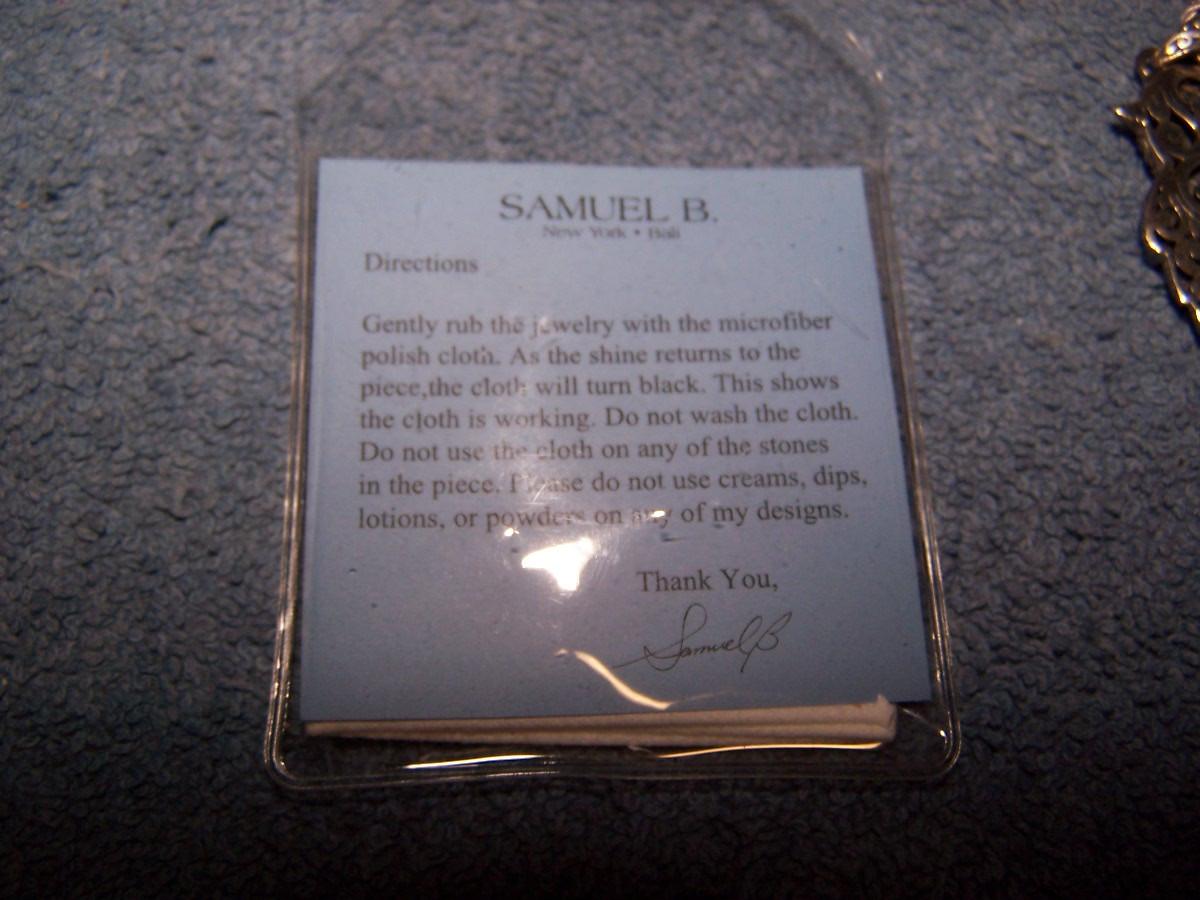 SAMUEL B.
New York • Bali
Directions
Gently rub the jewelry with the microfiber
polish cloth. As the shine returns to the
piece,the cloth will turn black. This shows
the cloth is working. Do not wash the cloth.
Do not use the cloth on any of the stones
in the piece. Please do not use creams, dips,
lotions, or powders on any of my designs.
Thank You,
Samuel B